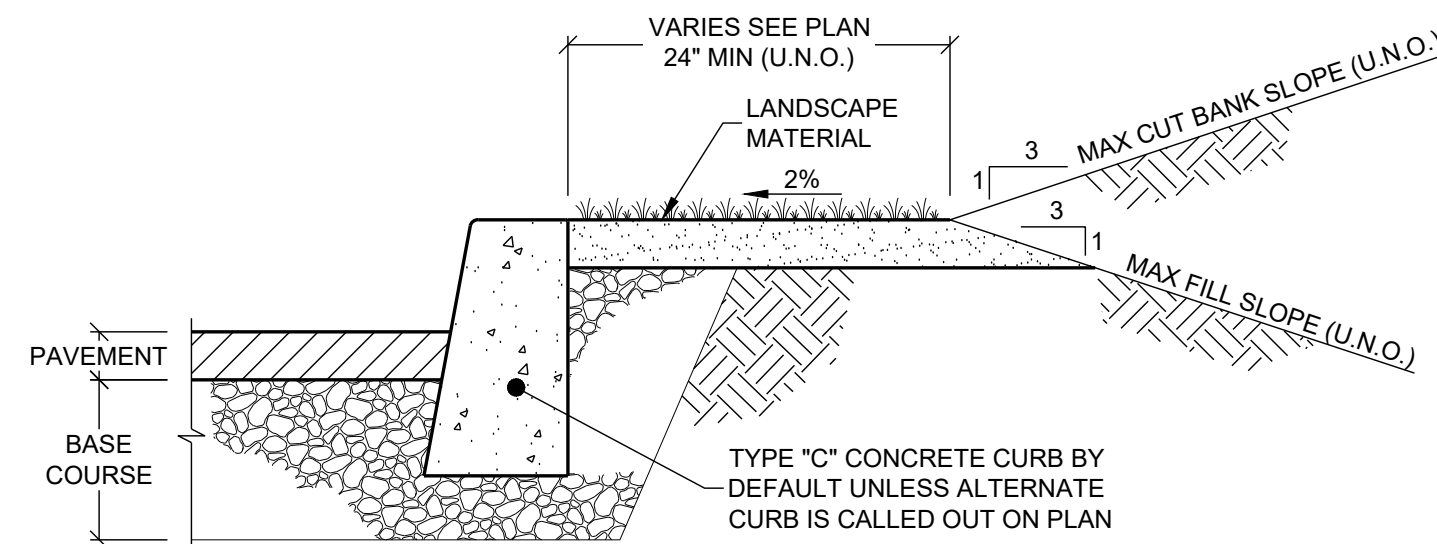 VARIES SEE PLAN
24" MIN (U.N.O.)
LANDSCAPE
MATERIAL
2%
3
1
MAX CUT BANK SLOPE (U.N.O.)
3
1
MAX FILL SLOPE (U.N.O.)
PAVEMENT
BASE
COURSE
TYPE "C" CONCRETE CURB BY
DEFAULT UNLESS ALTERNATE
CURB IS CALLED OUT ON PLAN